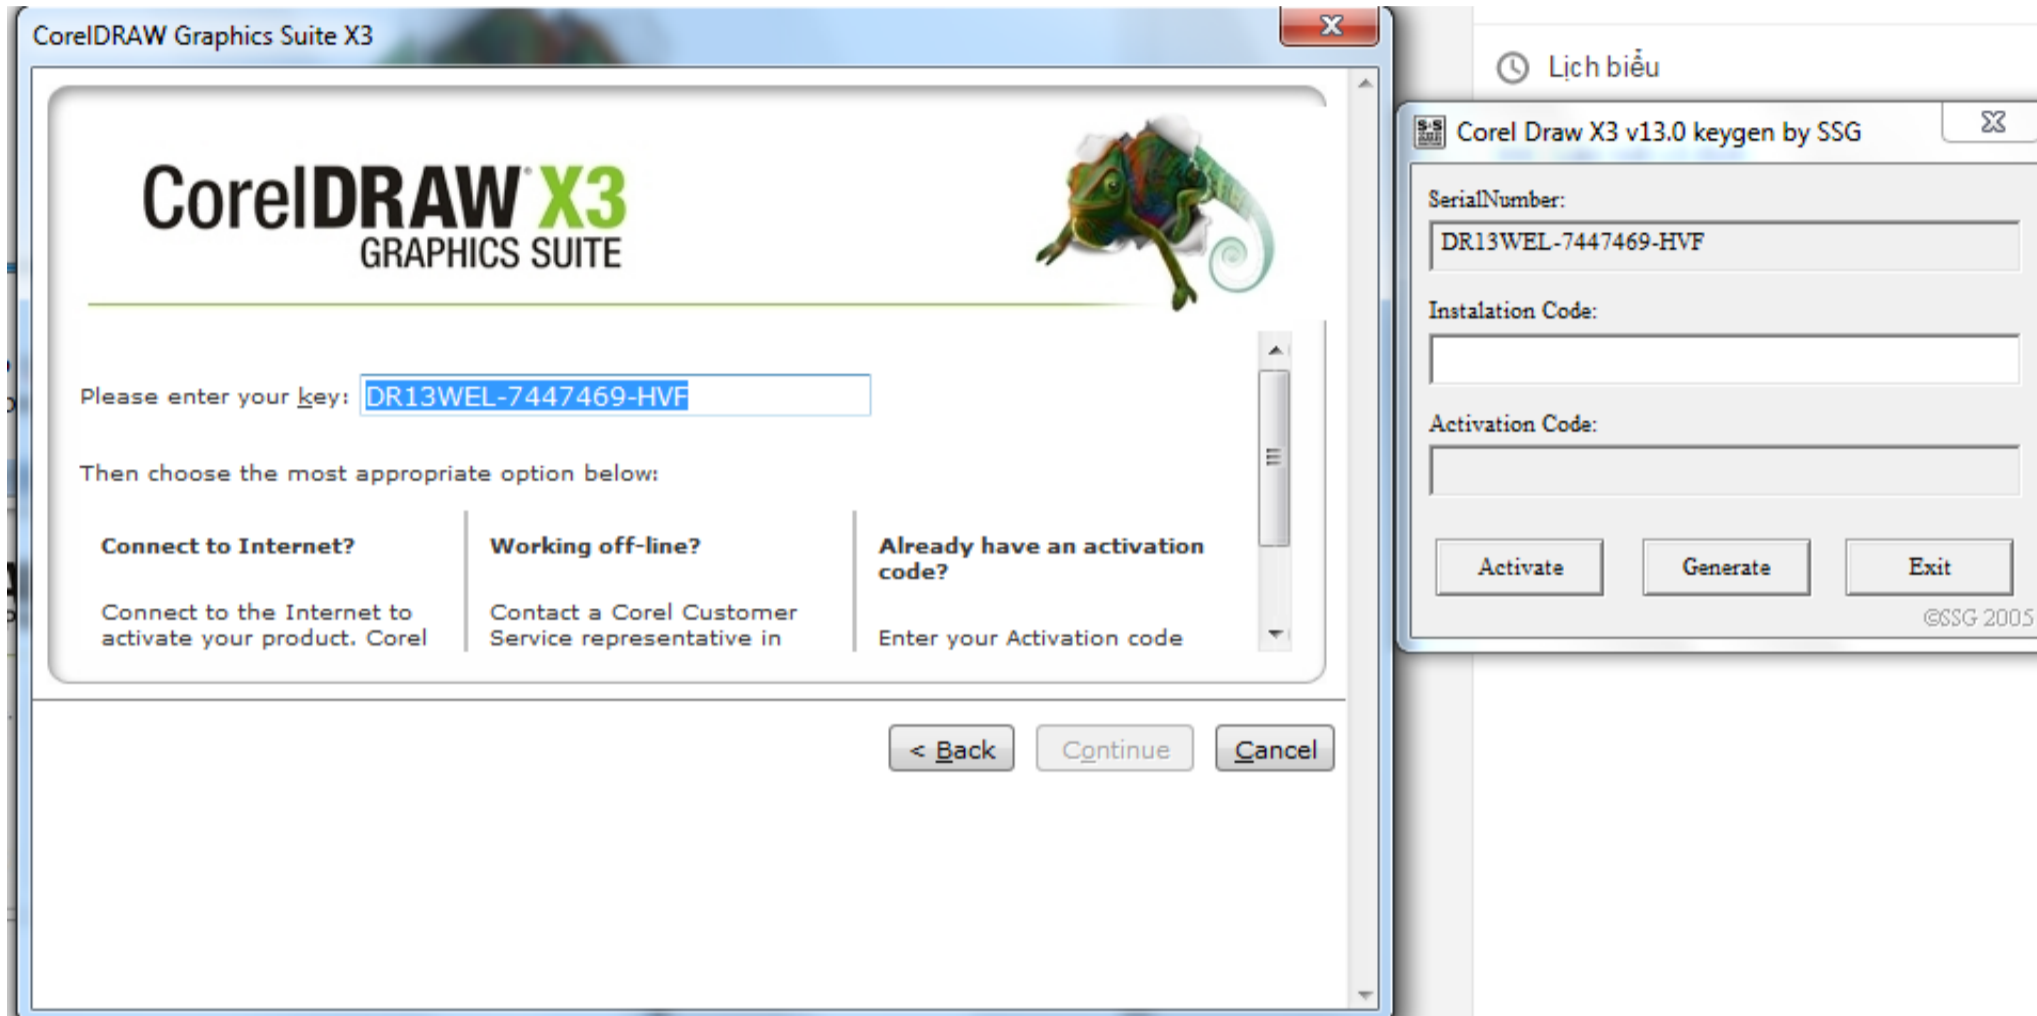 CorelDRAW Graphics Suite X3
CorelDRAW X3
GRAPHICS SUITE
Please enter your key: DR13WEL-7447469-HVF
Then choose the most appropriate option below:
Connect to Internet?
Connect to the Internet to
activate your product. Corel
Working off-line?
Contact a Corel Customer
Service representative in
Already have an activation
code?
Enter your Activation code
< Back
Continue
Cancel
Lịch biểu
Corel Draw X3 v13.0 keygen by SSG
SerialNumber:
DR13WEL-7447469-HVF
Instalation Code:
Activation Code:
Activate
Generate
Exit
©SSG 2005